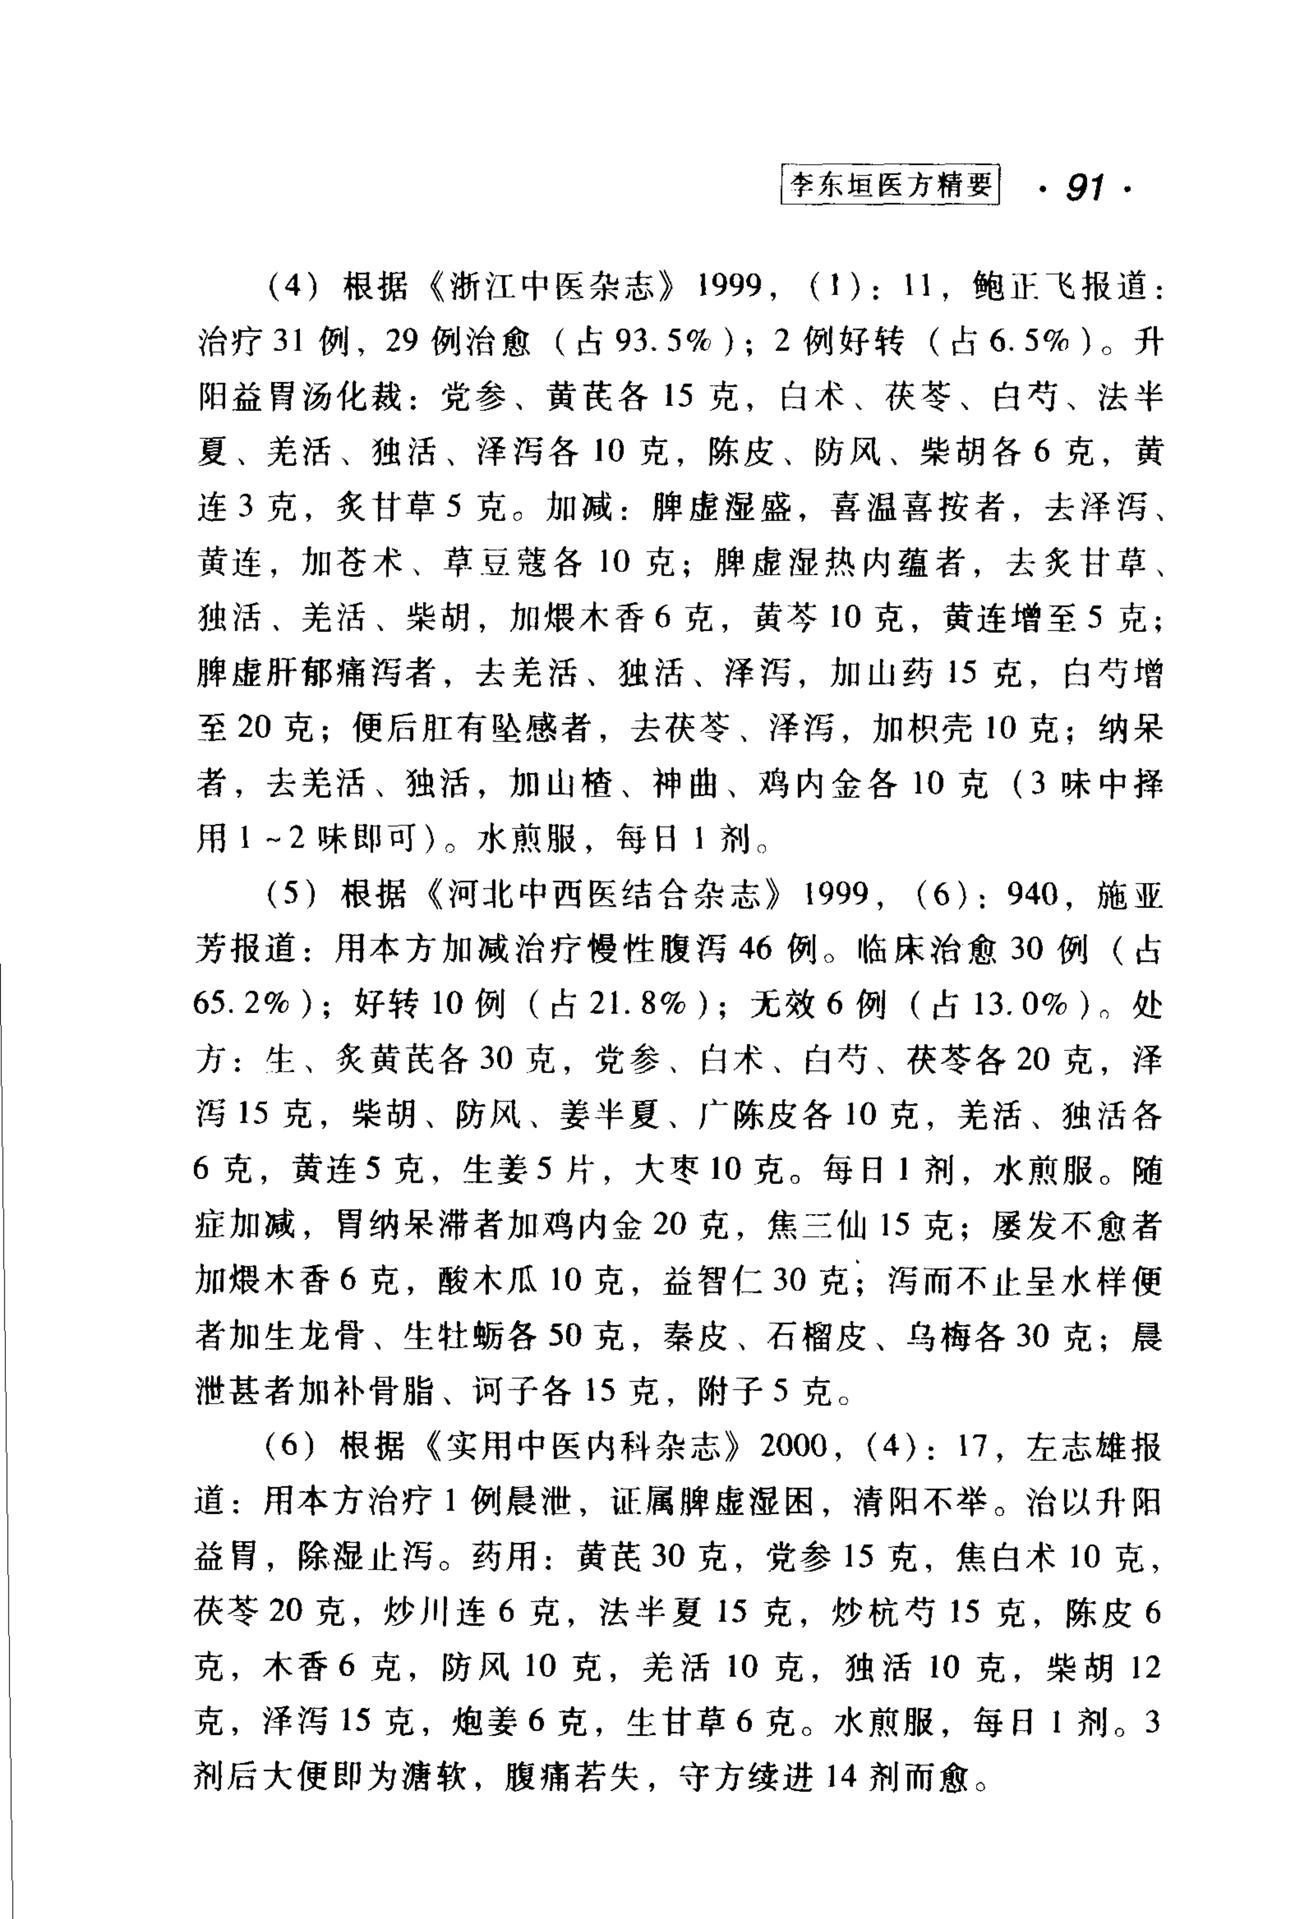 李东垣医方精要 · 91 ·
(4) 根据《浙江中医杂志》1999，(1)：11，鲍正飞报道：
治疗31例，29例治愈（占93.5%）；2例好转（占6.5%）。升
阳益胃汤化裁：党参、黄芪各15克，白术、茯苓、白芍、法半
夏、羌活、独活、泽泻各10克，陈皮、防风、柴胡各6克，黄
连3克，炙甘草5克。加减：脾虚湿盛，喜温喜按者，去泽泻、
黄连，加苍术、草豆蔻各10克；脾虚湿热内蕴者，去炙甘草、
独活、羌活、柴胡，加煨木香6克，黄芩10克，黄连增至5克；
脾虚肝郁痛泻者，去羌活、独活、泽泻，加山药15克，白芍增
至20克；便后肛有坠感者，去茯苓、泽泻，加枳壳10克；纳呆
者，去羌活、独活，加山楂、神曲、鸡内金各10克（3味中择
用1~2味即可）。水煎服，每日1剂。
(5) 根据《河北中西医结合杂志》1999，(6)：940，施亚
芳报道：用本方加减治疗慢性腹泻46例。临床治愈30例（占
65.2%）；好转10例（占21.8%）；无效6例（占13.0%）。处
方：生、炙黄芪各30克，党参、白术、白芍、茯苓各20克，泽
泻15克，柴胡、防风、姜半夏、广陈皮各10克，羌活、独活各
6克，黄连5克，生姜5片，大枣10克。每日1剂，水煎服。随
症加减，胃纳呆滞者加鸡内金20克，焦三仙15克；屡发不愈者
加煨木香6克，酸木瓜10克，益智仁30克；泻而不止呈水样便
者加生龙骨、生牡蛎各50克，秦皮、石榴皮、乌梅各30克；晨
泄甚者加补骨脂、诃子各15克，附子5克。
(6) 根据《实用中医内科杂志》2000，(4)：17，左志雄报
道：用本方治疗1例晨泄，证属脾虚湿困，清阳不举。治以升阳
益胃，除湿止泻。药用：黄芪30克，党参15克，焦白术10克，
茯苓20克，炒川连6克，法半夏15克，炒杭芍15克，陈皮6
克，木香6克，防风10克，羌活10克，独活10克，柴胡12
克，泽泻15克，炮姜6克，生甘草6克。水煎服，每日1剂。3
剂后大便即为溏软，腹痛若失，守方续进14剂而愈。